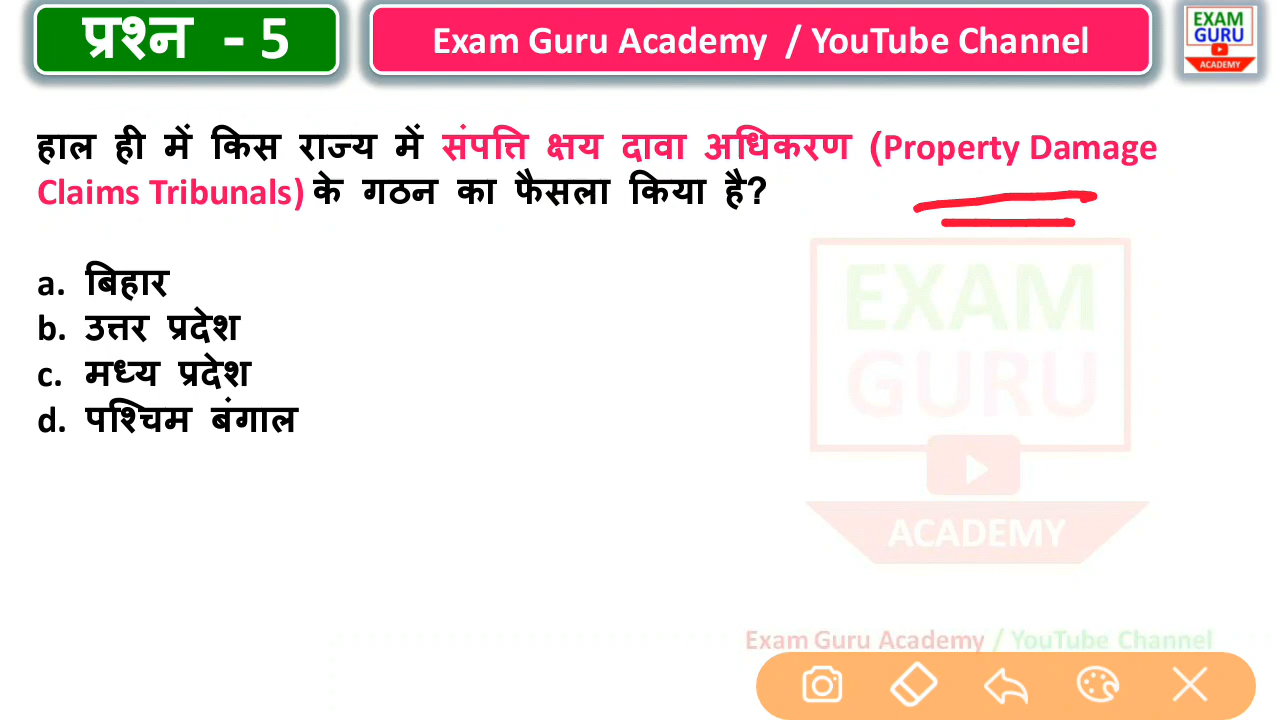 प्रश्न - 5
Exam Guru Academy / YouTube Channel
EXAM
GURU
ACADEMY
हाल ही में किस राज्य में संपत्ति क्षय दावा अधिकरण (Property Damage
Claims Tribunals) के गठन का फैसला किया है?
a. बिहार
b. उत्तर प्रदेश
c. मध्य प्रदेश
d. पश्चिम बंगाल
EXAM
GURU
ACADEMY
Exam Guru Academy / YouTube Channel